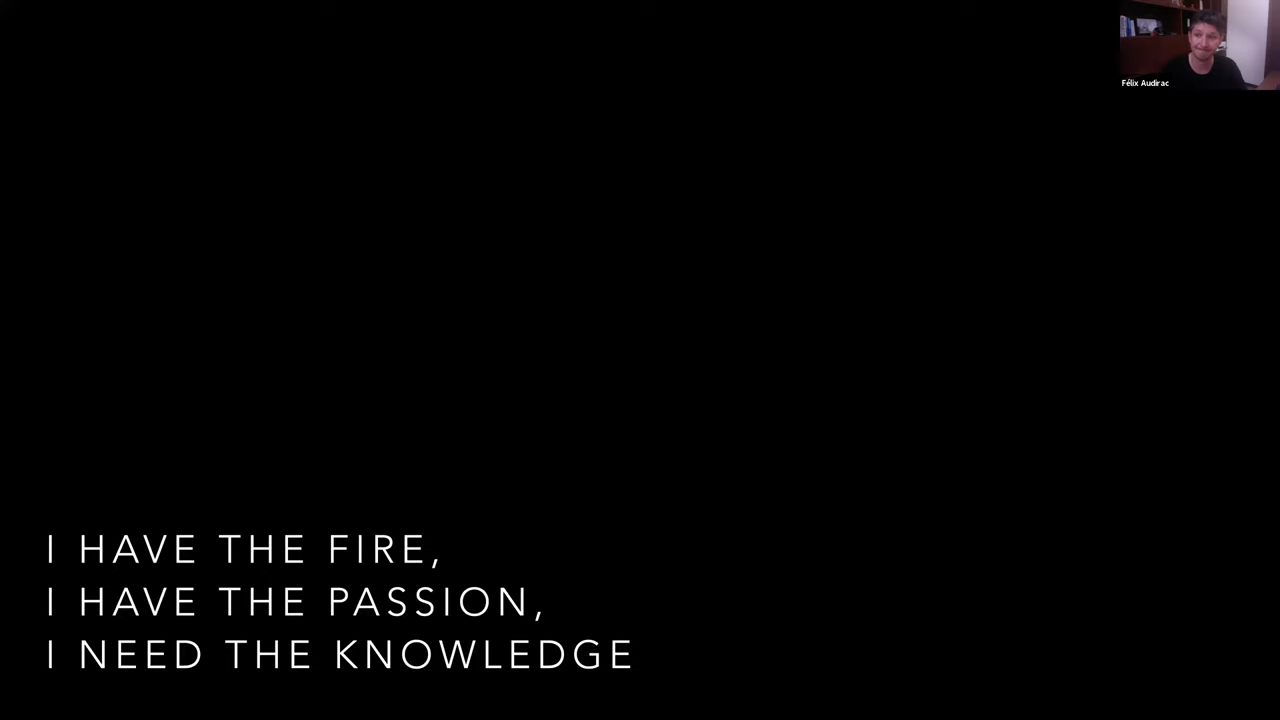 Félix Audirac
I HAVE THE FIRE,
I HAVE THE PASSION,
I NEED THE KNOWLEDGE